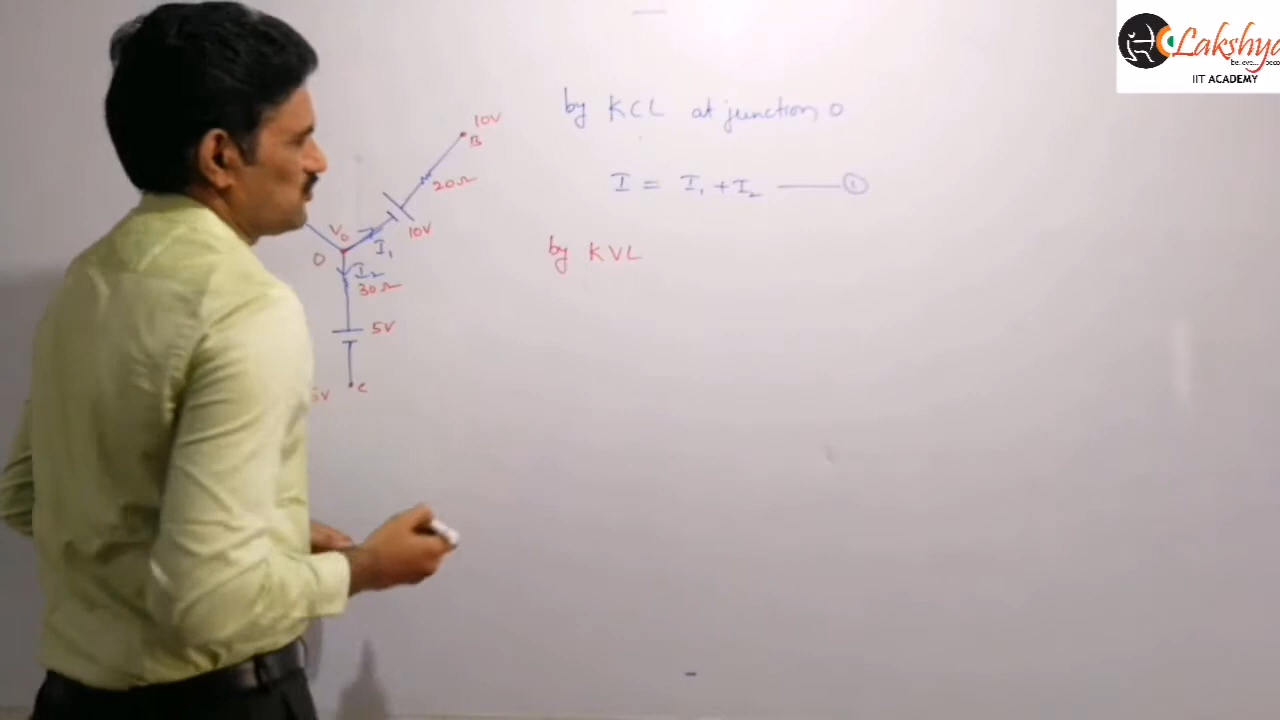 Lakshya
IIT ACADEMY
by KCL at junction O
I = I₁ + I₂ —— ①
by KVL
10V
B
20Ω
10V
V₀
I₁
O
I₂
30Ω
5V
C